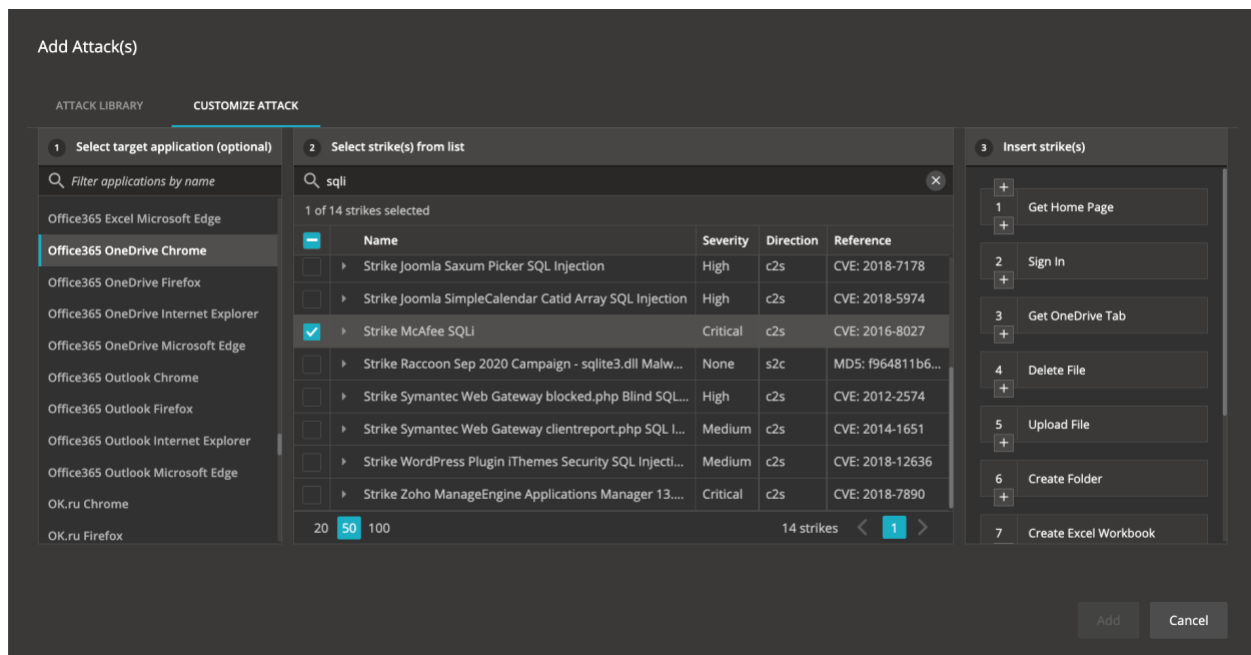 Add Attack(s)
ATTACK LIBRARY
CUSTOMIZE ATTACK
1 Select target application (optional)
Filter applications by name
Office365 Excel Microsoft Edge
Office365 OneDrive Chrome
Office365 OneDrive Firefox
Office365 OneDrive Internet Explorer
Office365 OneDrive Microsoft Edge
Office365 Outlook Chrome
Office365 Outlook Firefox
Office365 Outlook Internet Explorer
Office365 Outlook Microsoft Edge
OK.ru Chrome
OK.ru Firefox
2 Select strike(s) from list
sqli
1 of 14 strikes selected
Name Severity Direction Reference
Strike Joomla Saxum Picker SQL Injection High c2s CVE: 2018-7178
Strike Joomla SimpleCalendar Catid Array SQL Injection High c2s CVE: 2018-5974
Strike McAfee SQLi Critical c2s CVE: 2016-8027
Strike Raccoon Sep 2020 Campaign - sqlite3.dll Malw... None s2c MD5: f964811b6...
Strike Symantec Web Gateway blocked.php Blind SQL... High c2s CVE: 2012-2574
Strike Symantec Web Gateway clientreport.php SQL I... Medium c2s CVE: 2014-1651
Strike WordPress Plugin iThemes Security SQL Injecti... Medium c2s CVE: 2018-12636
Strike Zoho ManageEngine Applications Manager 13.... Critical c2s CVE: 2018-7890
20 50 100 14 strikes 1
3 Insert strike(s)
+
1 Get Home Page
+
2 Sign In
+
3 Get OneDrive Tab
+
4 Delete File
+
5 Upload File
+
6 Create Folder
+
7 Create Excel Workbook
Add Cancel